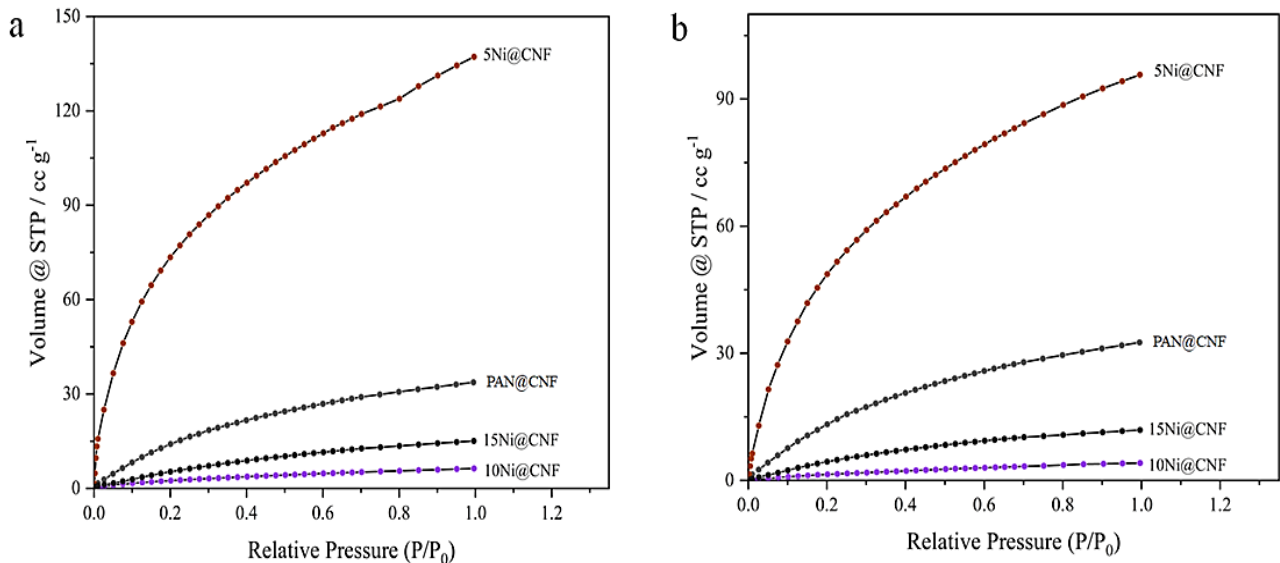 a
Volume @ STP / cc g⁻¹
150
120
90
60
30
0
5Ni@CNF
PAN@CNF
15Ni@CNF
10Ni@CNF
0.0 0.2 0.4 0.6 0.8 1.0 1.2
Relative Pressure (P/P₀)
b
Volume @ STP / cc g⁻¹
90
60
30
0
5Ni@CNF
PAN@CNF
15Ni@CNF
10Ni@CNF
0.0 0.2 0.4 0.6 0.8 1.0 1.2
Relative Pressure (P/P₀)